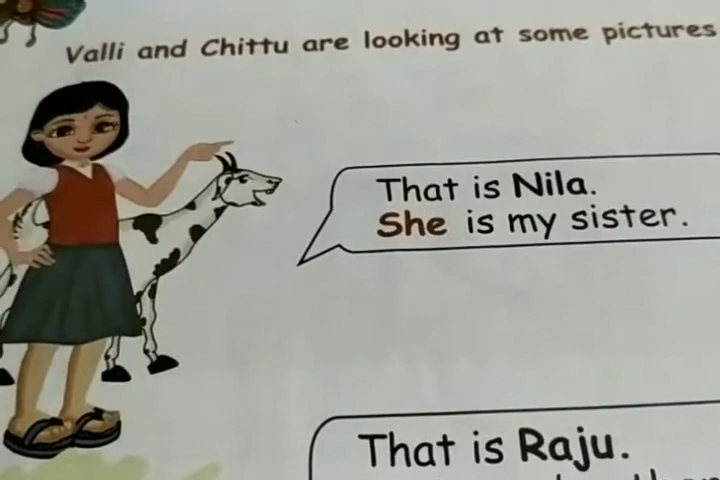 Valli and Chittu are looking at some pictures
That is Nila.
She is my sister.
That is Raju.